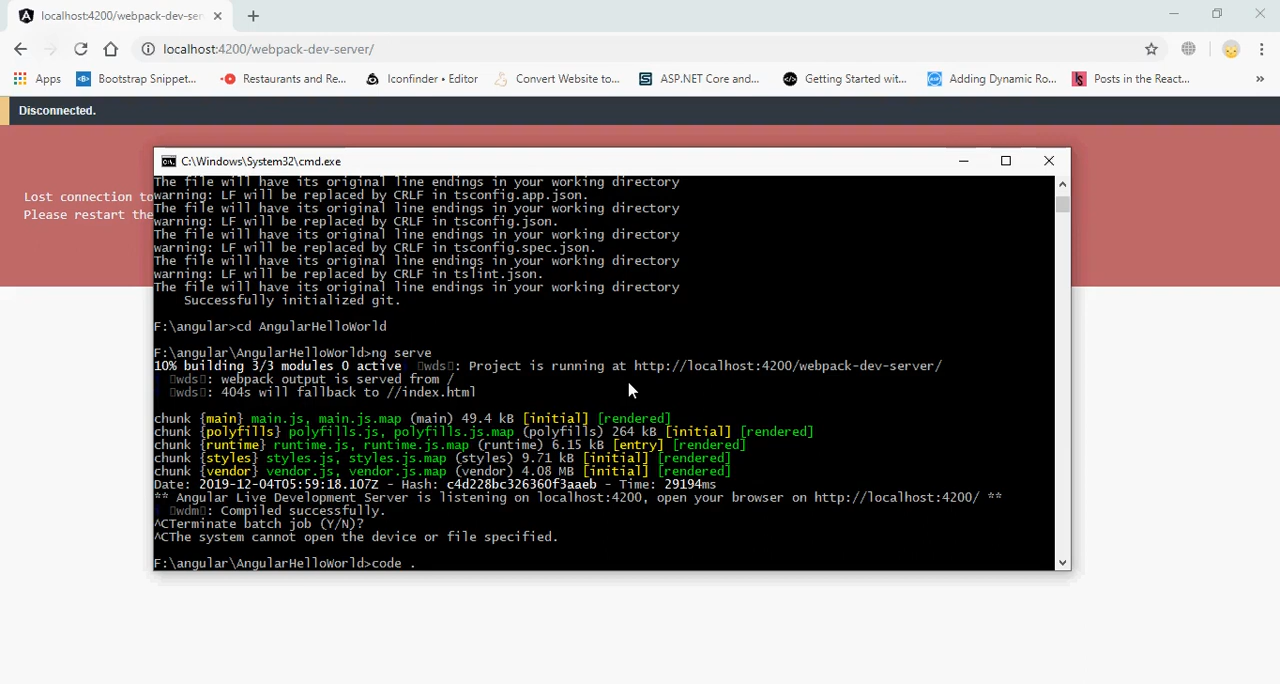 localhost:4200/webpack-dev-ser
localhost:4200/webpack-dev-server/
Apps
Bootstrap Snippet...
Restaurants and Re...
Iconfinder • Editor
Convert Website to...
ASP.NET Core and...
Getting Started wit...
Adding Dynamic Ro...
Posts in the React...
»
Disconnected.
Lost connection to
Please restart the
C:\Windows\System32\cmd.exe
The file will have its original line endings in your working directory
warning: LF will be replaced by CRLF in tsconfig.app.json.
The file will have its original line endings in your working directory
warning: LF will be replaced by CRLF in tsconfig.json.
The file will have its original line endings in your working directory
warning: LF will be replaced by CRLF in tsconfig.spec.json.
The file will have its original line endings in your working directory
warning: LF will be replaced by CRLF in tslint.json.
The file will have its original line endings in your working directory
Successfully initialized git.
F:\angular>cd AngularHelloWorld
F:\angular\AngularHelloWorld>ng serve
10% building 3/3 modules 0 active ｢wds｣: Project is running at http://localhost:4200/webpack-dev-server/
｢wds｣: webpack output is served from /
｢wds｣: 404s will fallback to //index.html
chunk {main} main.js, main.js.map (main) 49.4 kB [initial] [rendered]
chunk {polyfills} polyfills.js, polyfills.js.map (polyfills) 264 kB [initial] [rendered]
chunk {runtime} runtime.js, runtime.js.map (runtime) 6.15 kB [entry] [rendered]
chunk {styles} styles.js, styles.js.map (styles) 9.71 kB [initial] [rendered]
chunk {vendor} vendor.js, vendor.js.map (vendor) 4.08 MB [initial] [rendered]
Date: 2019-12-04T05:59:18.107Z - Hash: c4d228bc326360f3aaeb - Time: 29194ms
** Angular Live Development Server is listening on localhost:4200, open your browser on http://localhost:4200/ **
｢wdm｣: Compiled successfully.
^CTerminate batch job (Y/N)?
^CThe system cannot open the device or file specified.
F:\angular\AngularHelloWorld>code .